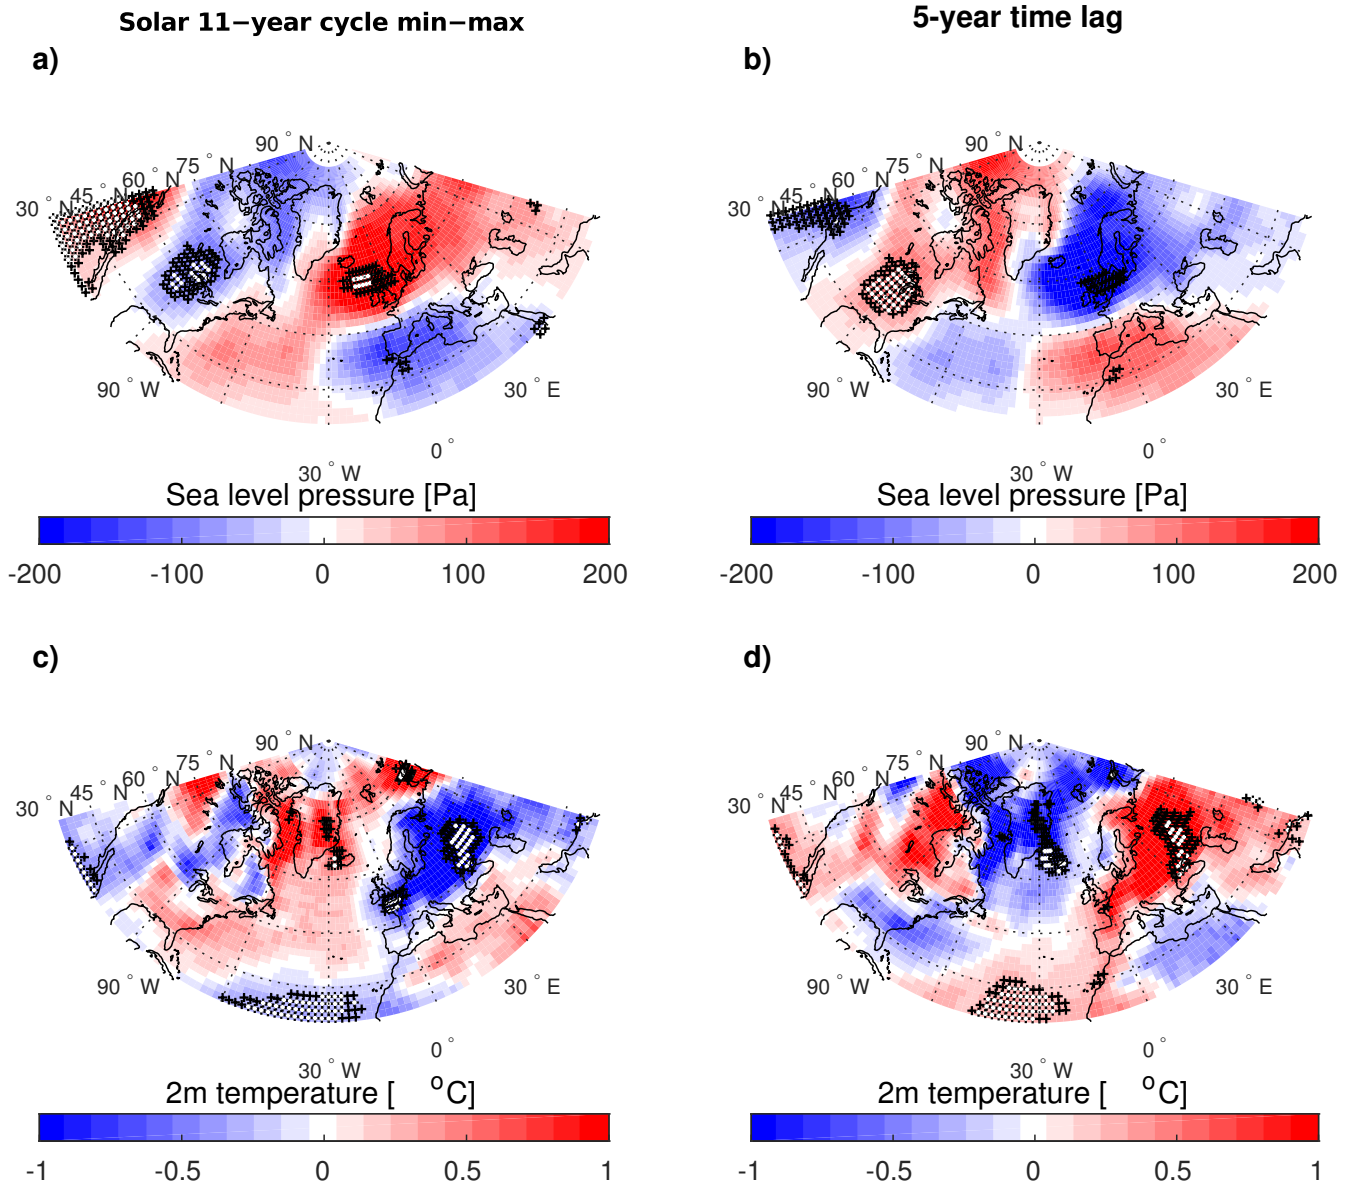 Solar 11−year cycle min−max
5-year time lag
a)
b)
90 ° N
75 ° N
60 ° N
45 ° N
30 ° N
90 ° W
30 ° W
0 °
30 ° E
90 ° N
75 ° N
60 ° N
45 ° N
30 ° N
90 ° W
30 ° W
0 °
30 ° E
Sea level pressure [Pa]
Sea level pressure [Pa]
-200 -100 0 100 200
-200 -100 0 100 200
c)
d)
90 ° N
75 ° N
60 ° N
45 ° N
30 ° N
90 ° W
30 ° W
0 °
30 ° E
90 ° N
75 ° N
60 ° N
45 ° N
30 ° N
90 ° W
30 ° W
0 °
30 ° E
2m temperature [ °C]
2m temperature [ °C]
-1 -0.5 0 0.5 1
-1 -0.5 0 0.5 1